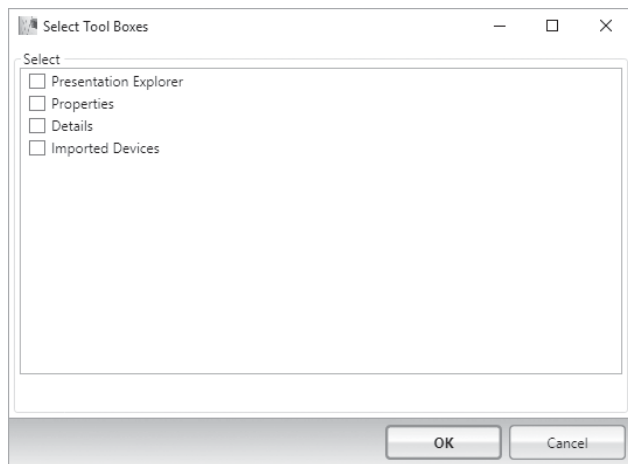 Select Tool Boxes
Select
Presentation Explorer
Properties
Details
Imported Devices
OK
Cancel